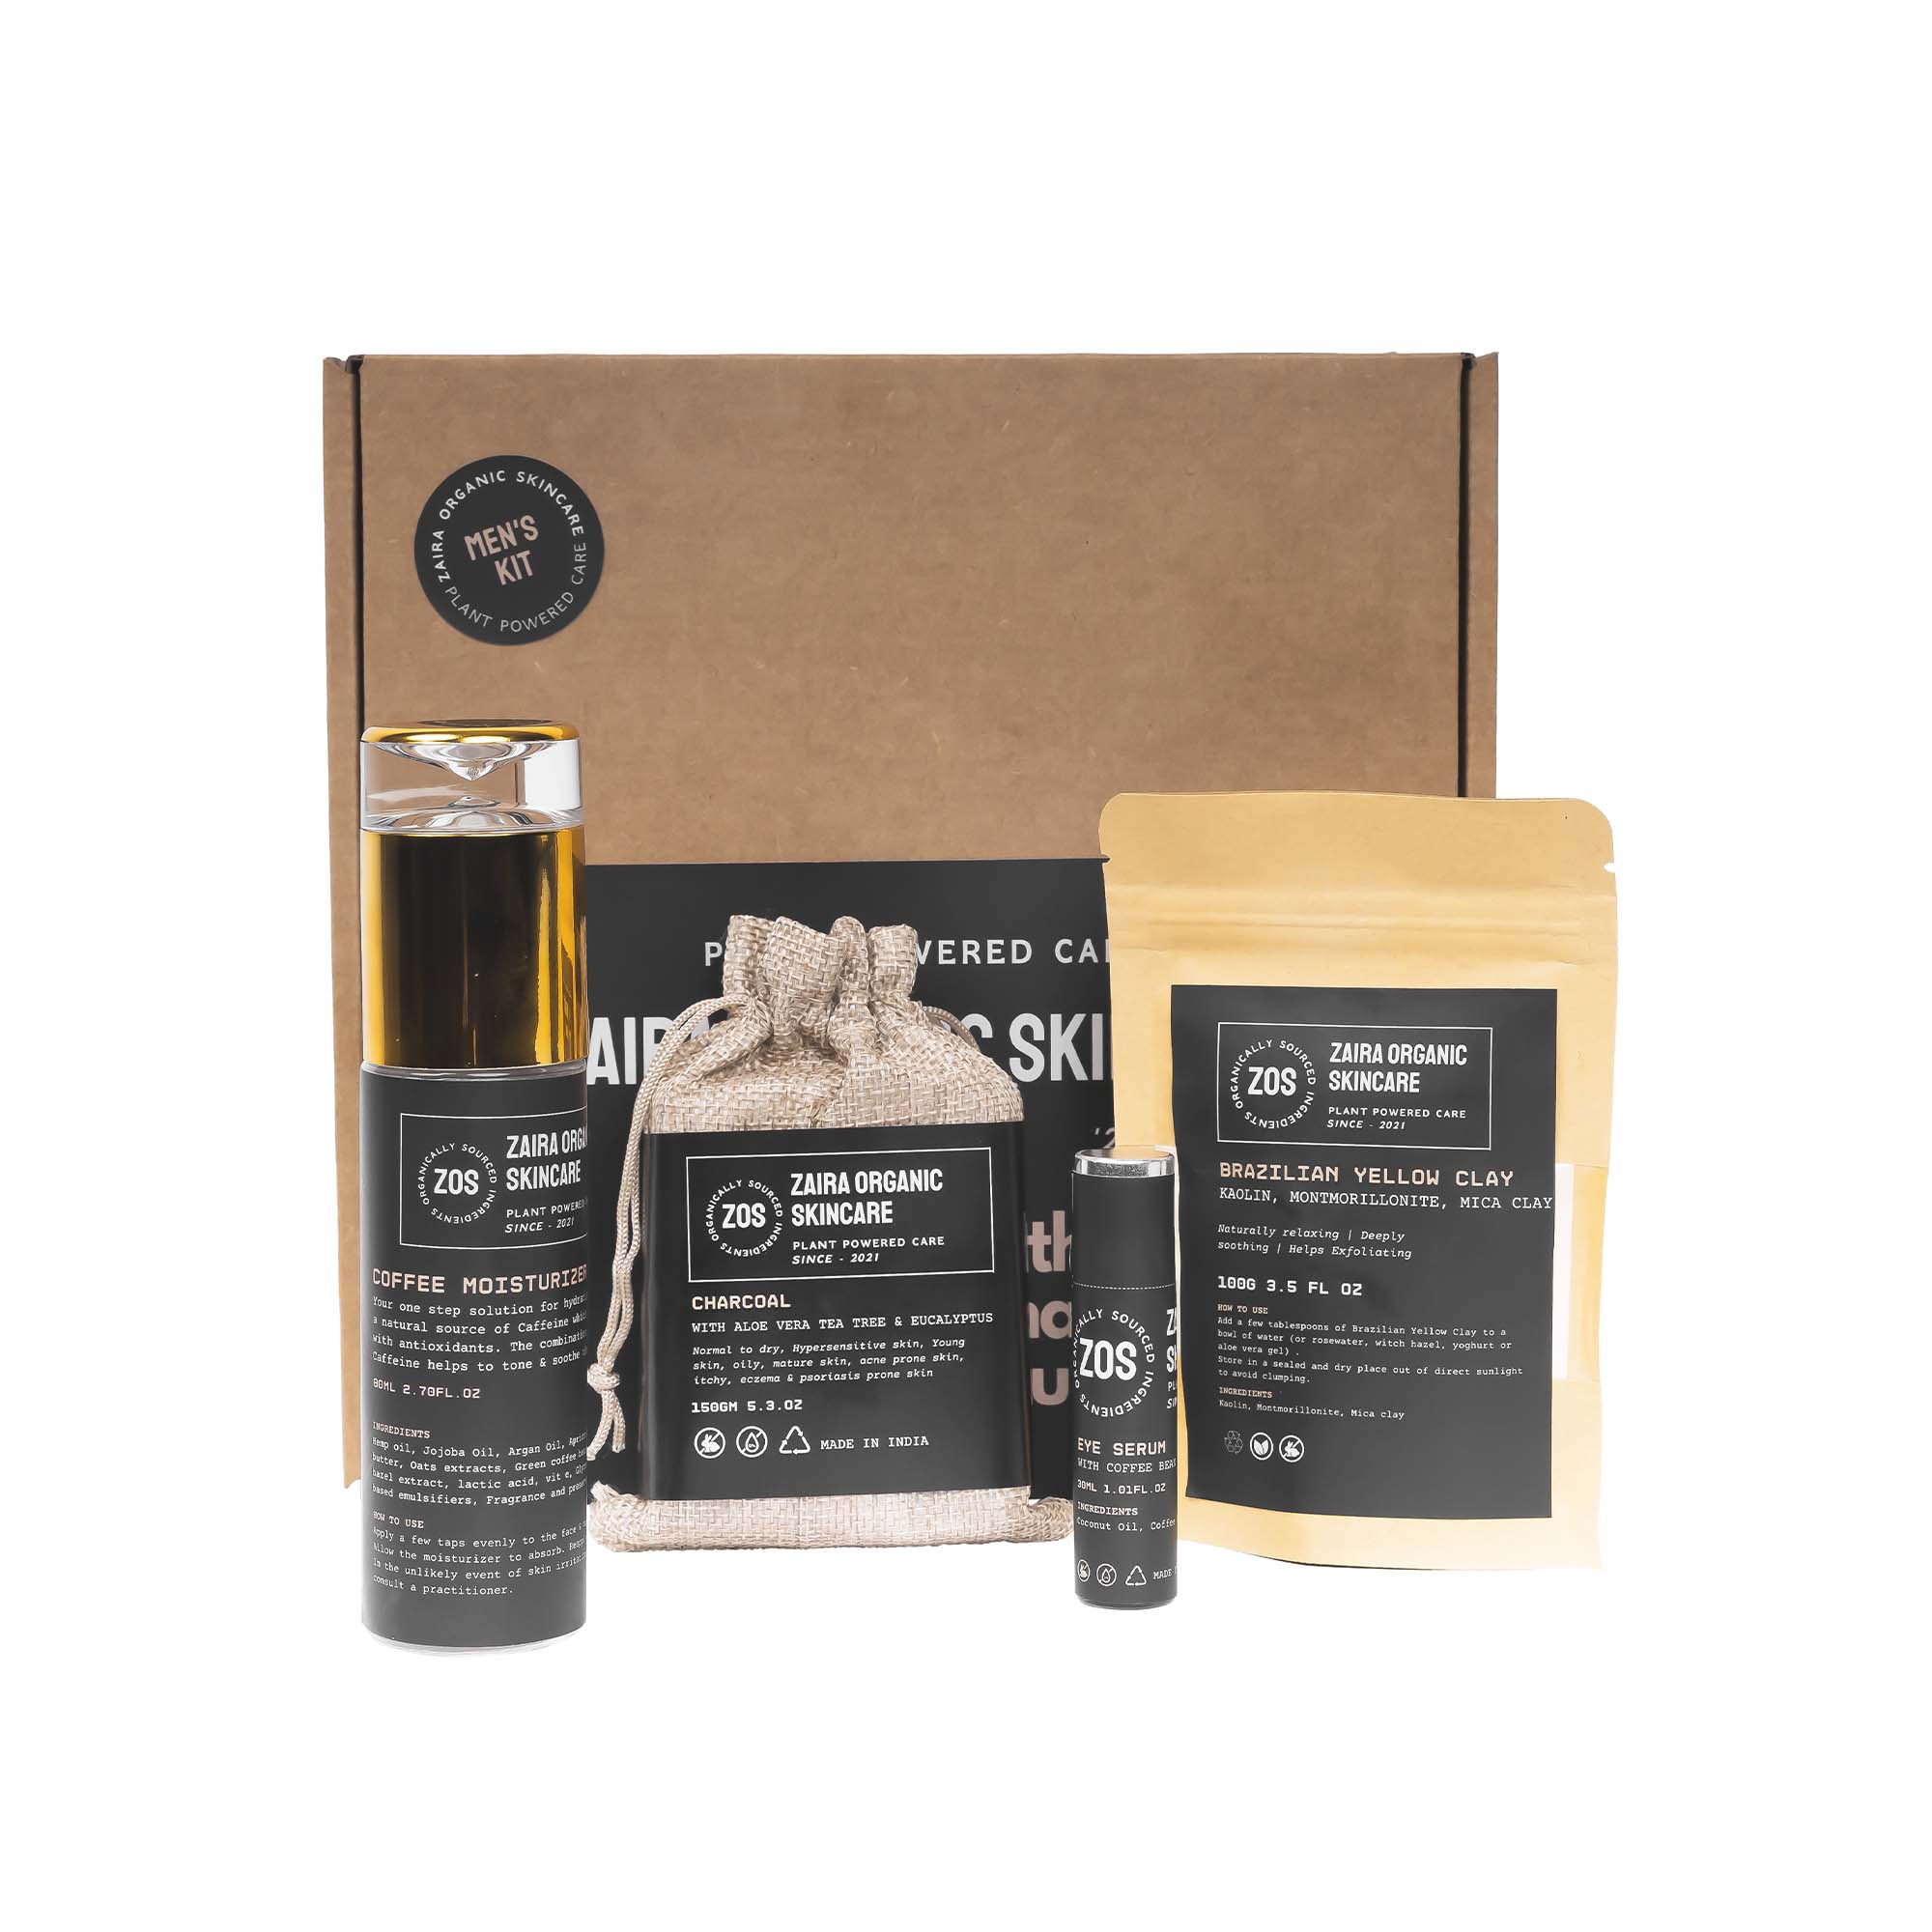 ZAIRA ORGANIC SKINCARE
PLANT POWERED CARE
MEN'S
KIT
VERED
SKI
ORGANICALLY SOURCED INGREDIENTS
ZOS
ZAIRA
SKINCARE
PLANT POWERED
SINCE - 2021
COFFEE MOISTURIZER
Your one step solution for
a natural source of Caffeine
with antioxidants. The
Caffeine helps to tone & soothe
80ML 2.70FL.OZ
INGREDIENTS
Hemp oil, Jojoba Oil, Argan Oil,
butter, Oats extracts, Green coffee
hazel extract, lactic acid, vit e,
based emulsifiers, Fragrance and
HOW TO USE
Apply a few taps evenly to the face
Allow the moisturizer to absorb.
In the unlikely event of skin
consult a practitioner.
ORGANICALLY SOURCED INGREDIENTS
ZOS
ZAIRA ORGANIC
SKINCARE
PLANT POWERED CARE
SINCE - 2021
CHARCOAL
WITH ALOE VERA TEA TREE & EUCALYPTUS
Normal to dry, Hypersensitive skin, Young
skin, oily, mature skin, acne prone skin,
itchy, eczema & psoriasis prone skin
150GM 5.3.OZ
MADE IN INDIA
ORGANICALLY SOURCED INGREDIENTS
ZOS
EYE SERUM
WITH COFFEE
30ML 1.01FL.OZ
INGREDIENTS
Coconut Oil, Coffee
MADE
ORGANICALLY SOURCED INGREDIENTS
ZOS
ZAIRA ORGANIC
SKINCARE
PLANT POWERED CARE
SINCE - 2021
BRAZILIAN YELLOW CLAY
KAOLIN, MONTMORILLONITE, MICA CLAY
Naturally relaxing | Deeply
soothing | Helps Exfoliating
100G 3.5 FL OZ
HOW TO USE
Add a few tablespoons of Brazilian Yellow Clay to a
bowl of water (or rosewater, witch hazel, yoghurt or
aloe vera gel) .
Store in a sealed and dry place out of direct sunlight
to avoid clumping.
INGREDIENTS
Kaolin, Montmorillonite, Mica clay